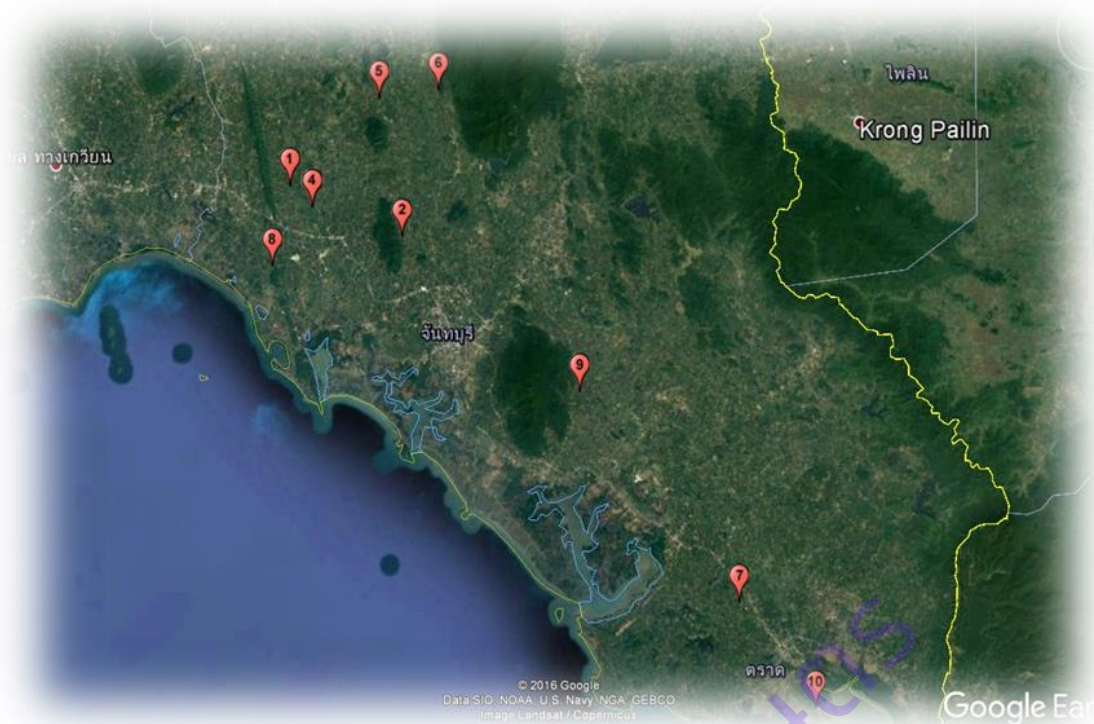 5
6
ไพลิน
Krong Pailin
ทางเกวียน
1
4
2
8
จันทบุรี
9
7
ตราด
10
© 2016 Google
Data SIO, NOAA, U.S. Navy, NGA, GEBCO
Image Landsat / Copernicus
Google Ear